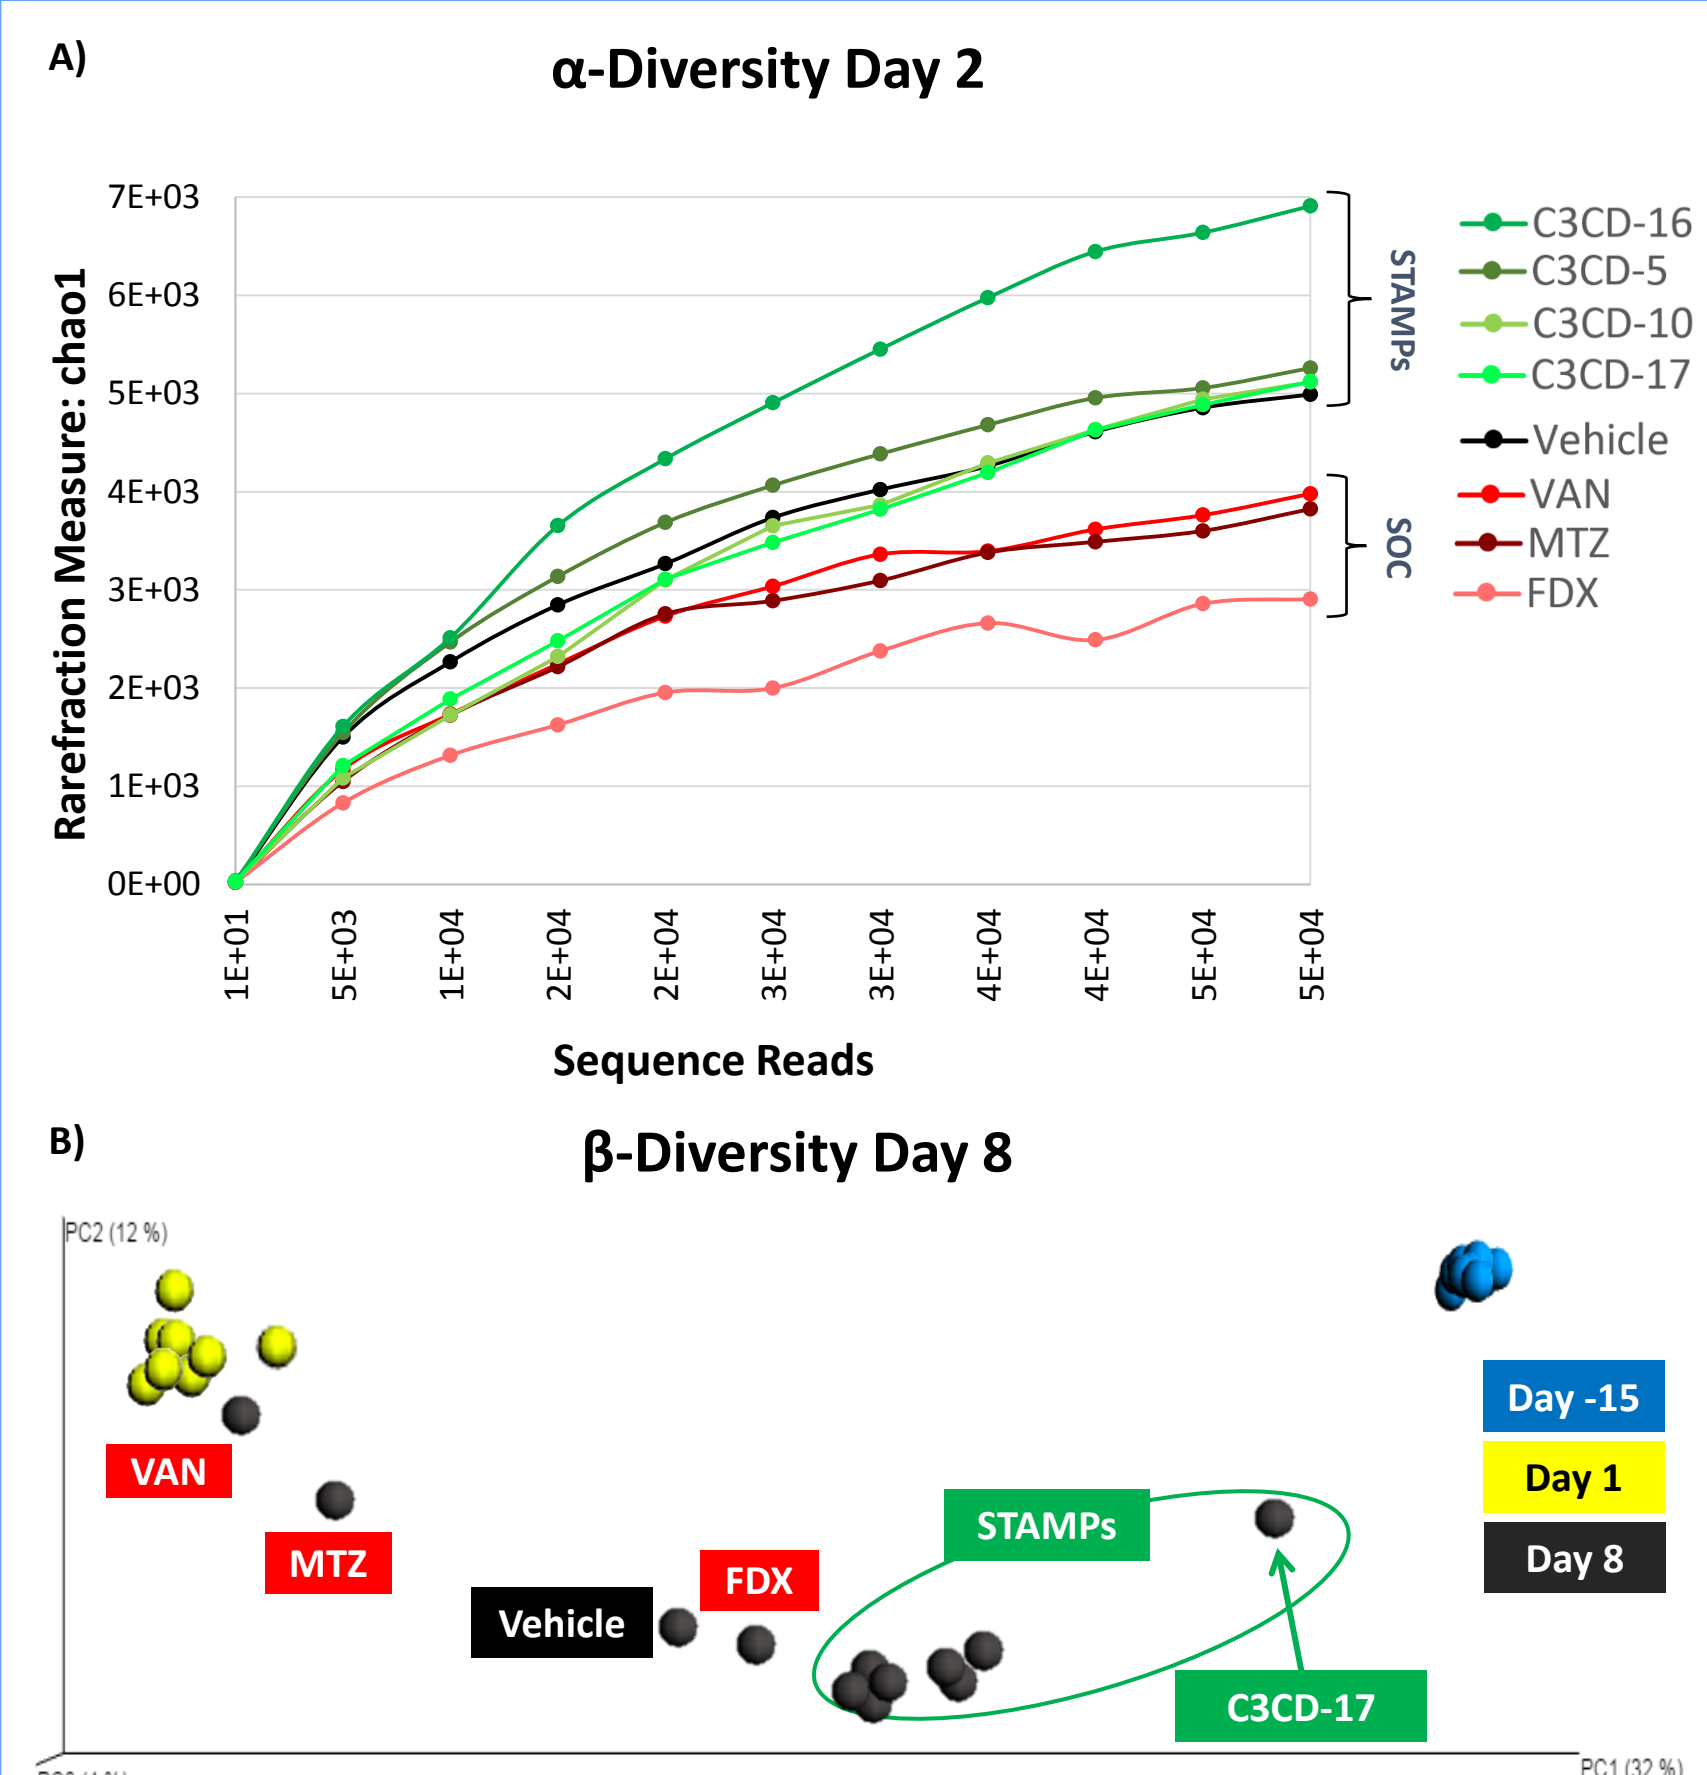 A)
α-Diversity Day 2
Rarefraction Measure: chao1
7E+03
6E+03
5E+03
4E+03
3E+03
2E+03
1E+03
0E+00
1E+01
5E+03
1E+04
2E+04
2E+04
3E+04
3E+04
4E+04
4E+04
5E+04
5E+04
Sequence Reads
STAMPs
SOC
C3CD-16
C3CD-5
C3CD-10
C3CD-17
Vehicle
VAN
MTZ
FDX
B)
β-Diversity Day 8
PC2 (12 %)
VAN
MTZ
Vehicle
FDX
STAMPs
C3CD-17
Day -15
Day 1
Day 8
PC1 (32 %)